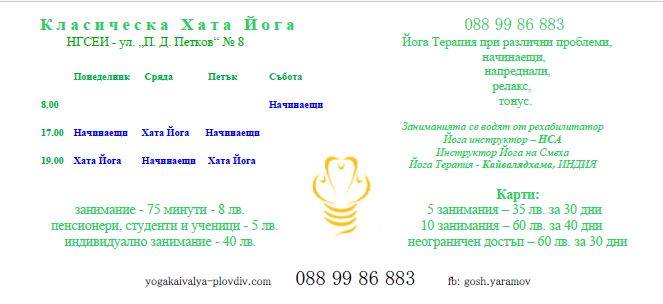 Класическа Хата Йога
НГСЕИ - ул. „П. Д. Петков“ № 8
Понеделник Сряда Петък Събота
8.00 Начинаещи
17.00 Начинаещи Хата Йога Начинаещи
19.00 Хата Йога Начинаещи Хата Йога
занимание - 75 минути - 8 лв.
пенсионери, студенти и ученици - 5 лв.
индивидуално занимание - 40 лв.
088 99 86 883
Йога Терапия при различни проблеми,
начинаещи,
напреднали,
релакс,
тонус.
Заниманията се водят от рехабилитатор
Йога инструктор – НСА
Инструктор Йога на Смеха
Йога Терапия - Кайвалядхама, ИНДИЯ
Карти:
5 занимания – 35 лв. за 30 дни
10 занимания – 60 лв. за 40 дни
неограничен достъп – 60 лв. за 30 дни
yogakaivalya-plovdiv.com 088 99 86 883 fb: gosh.yaramov